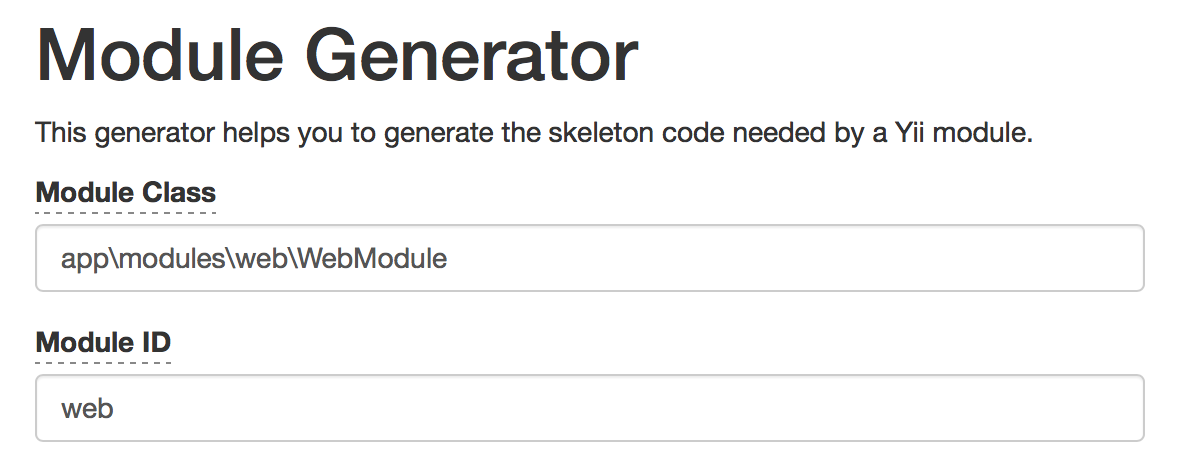 Module Generator
This generator helps you to generate the skeleton code needed by a Yii module.
Module Class
app\modules\web\WebModule
Module ID
web